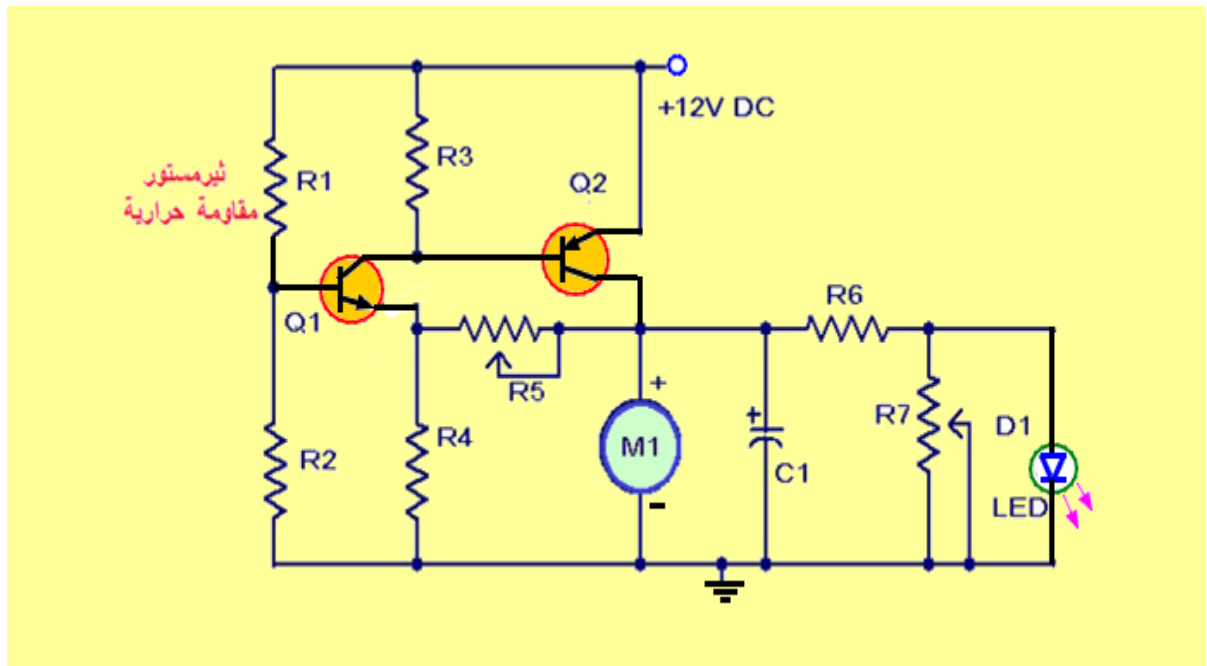 +12V DC
R3
Q2
ثيرمستور
R1
مقاومة حرارية
R6
Q1
+
R5
R7
+
D1
R4
M1
R2
C1
-
LED